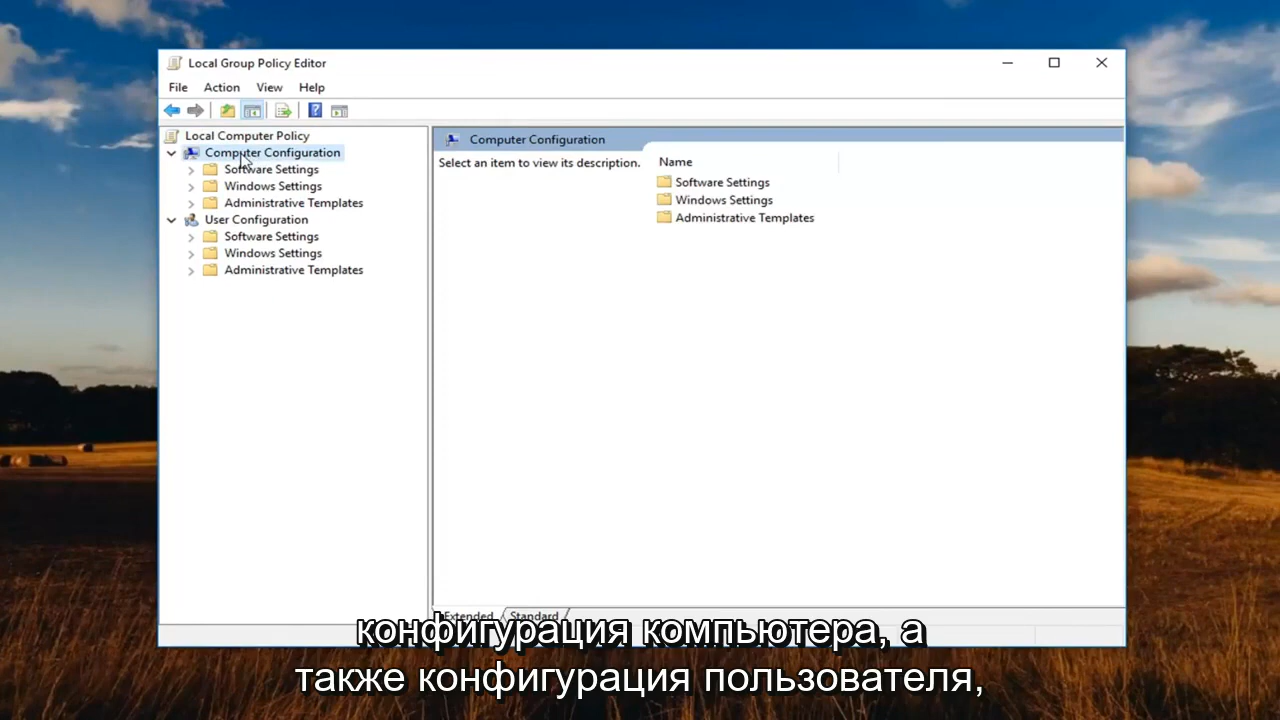 Local Group Policy Editor
File Action View Help
Local Computer Policy
Computer Configuration
Software Settings
Windows Settings
Administrative Templates
User Configuration
Software Settings
Windows Settings
Administrative Templates
Computer Configuration
Select an item to view its description.
Name
Software Settings
Windows Settings
Administrative Templates
Extended Standard
конфигурация компьютера, а
также конфигурация пользователя,